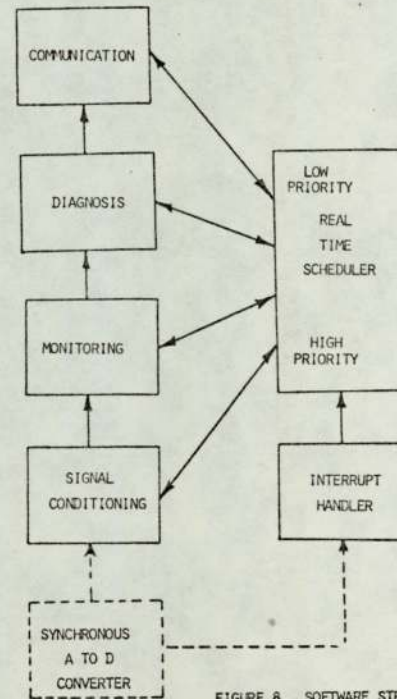 COMMUNICATION
DIAGNOSIS
MONITORING
SIGNAL
CONDITIONING
SYNCHRONOUS
A TO D
CONVERTER
LOW
PRIORITY
REAL
TIME
SCHEDULER
HIGH
PRIORITY
INTERRUPT
HANDLER
FIGURE 8 SOFTWARE